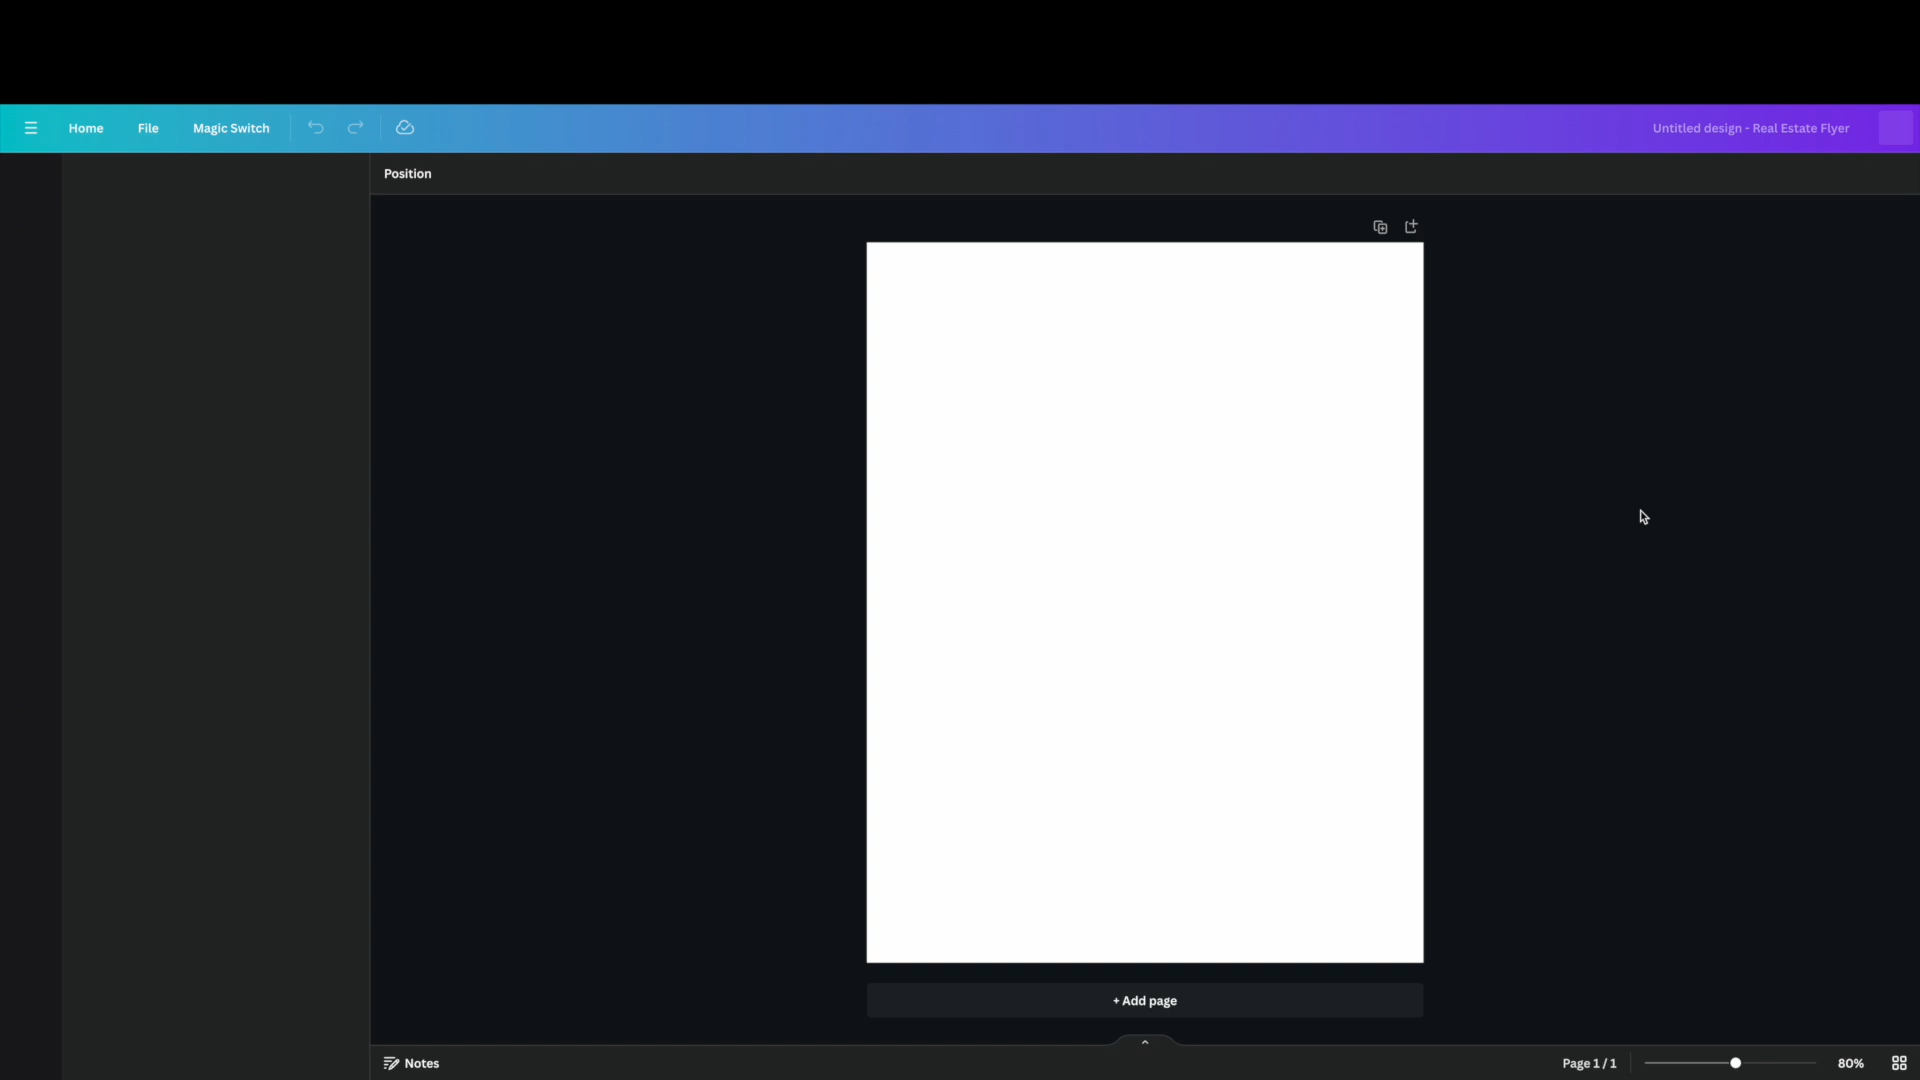 Home File Magic Switch Untitled design - Real Estate Flyer
Position
+ Add page
Notes Page 1 / 1 80%